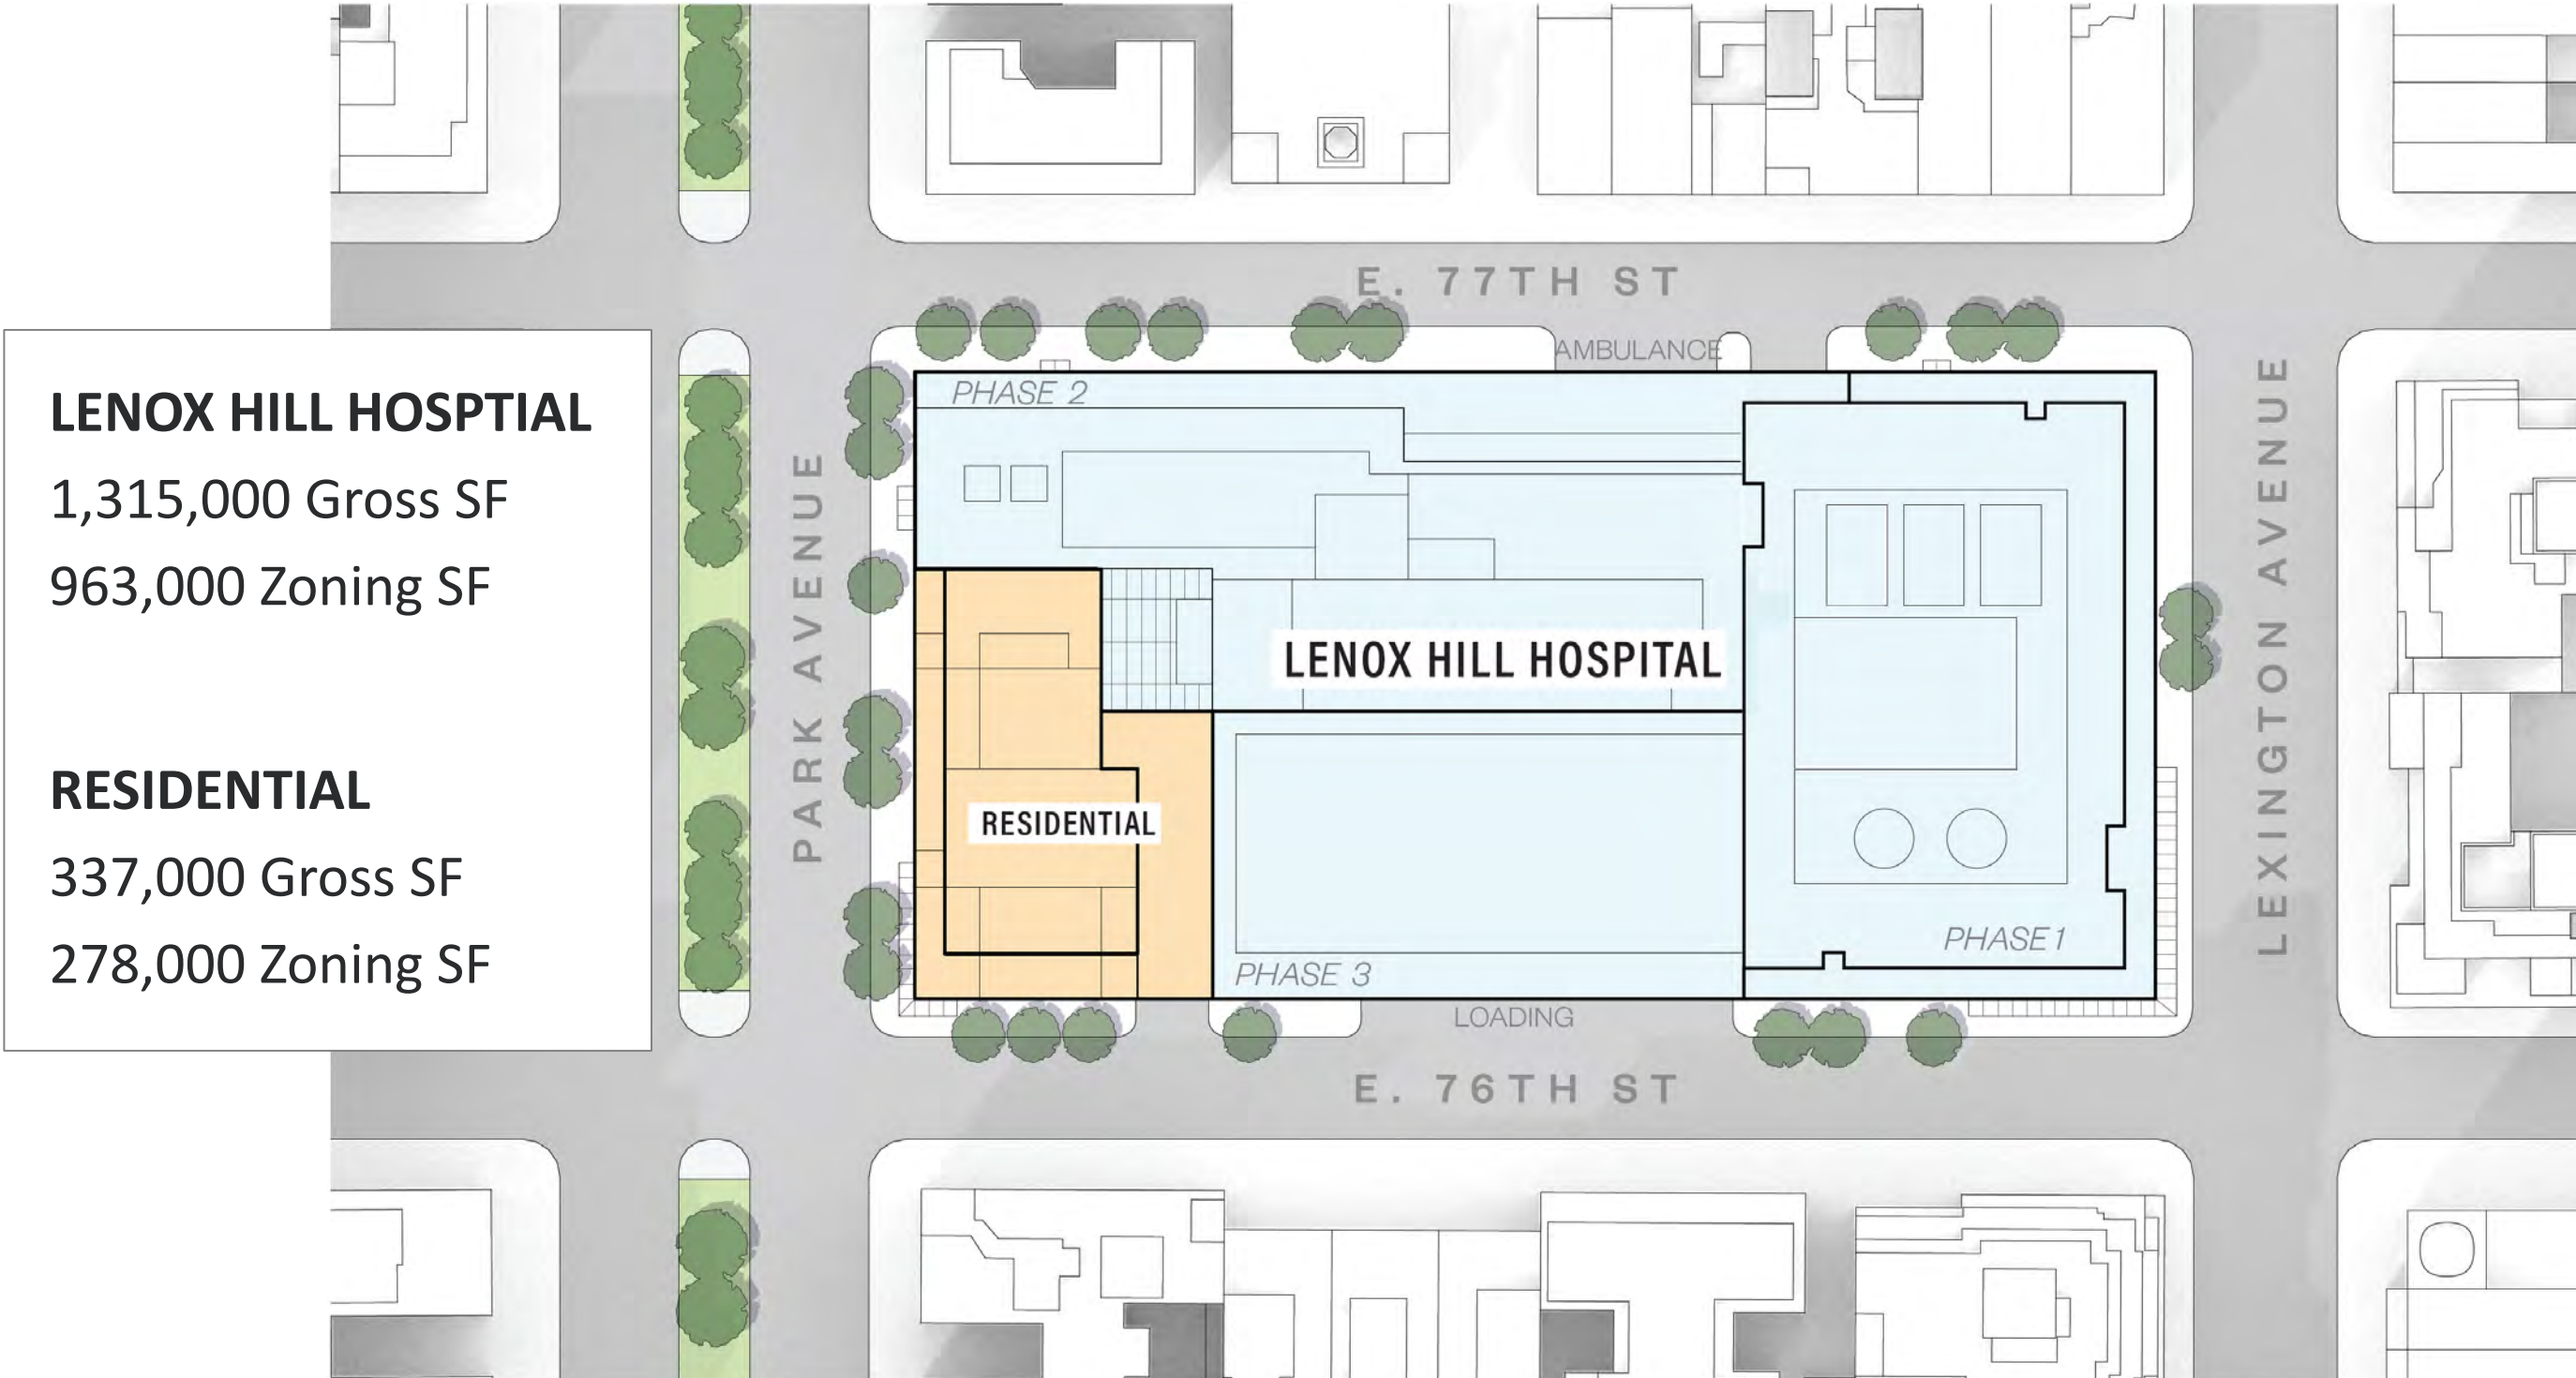 LENOX HILL HOSPTIAL
1,315,000 Gross SF
963,000 Zoning SF
RESIDENTIAL
337,000 Gross SF
278,000 Zoning SF
E. 77TH ST
AMBULANCE
PHASE 2
PARK AVENUE
LENOX HILL HOSPITAL
LEXINGTON AVENUE
RESIDENTIAL
PHASE 1
PHASE 3
LOADING
E. 76TH ST